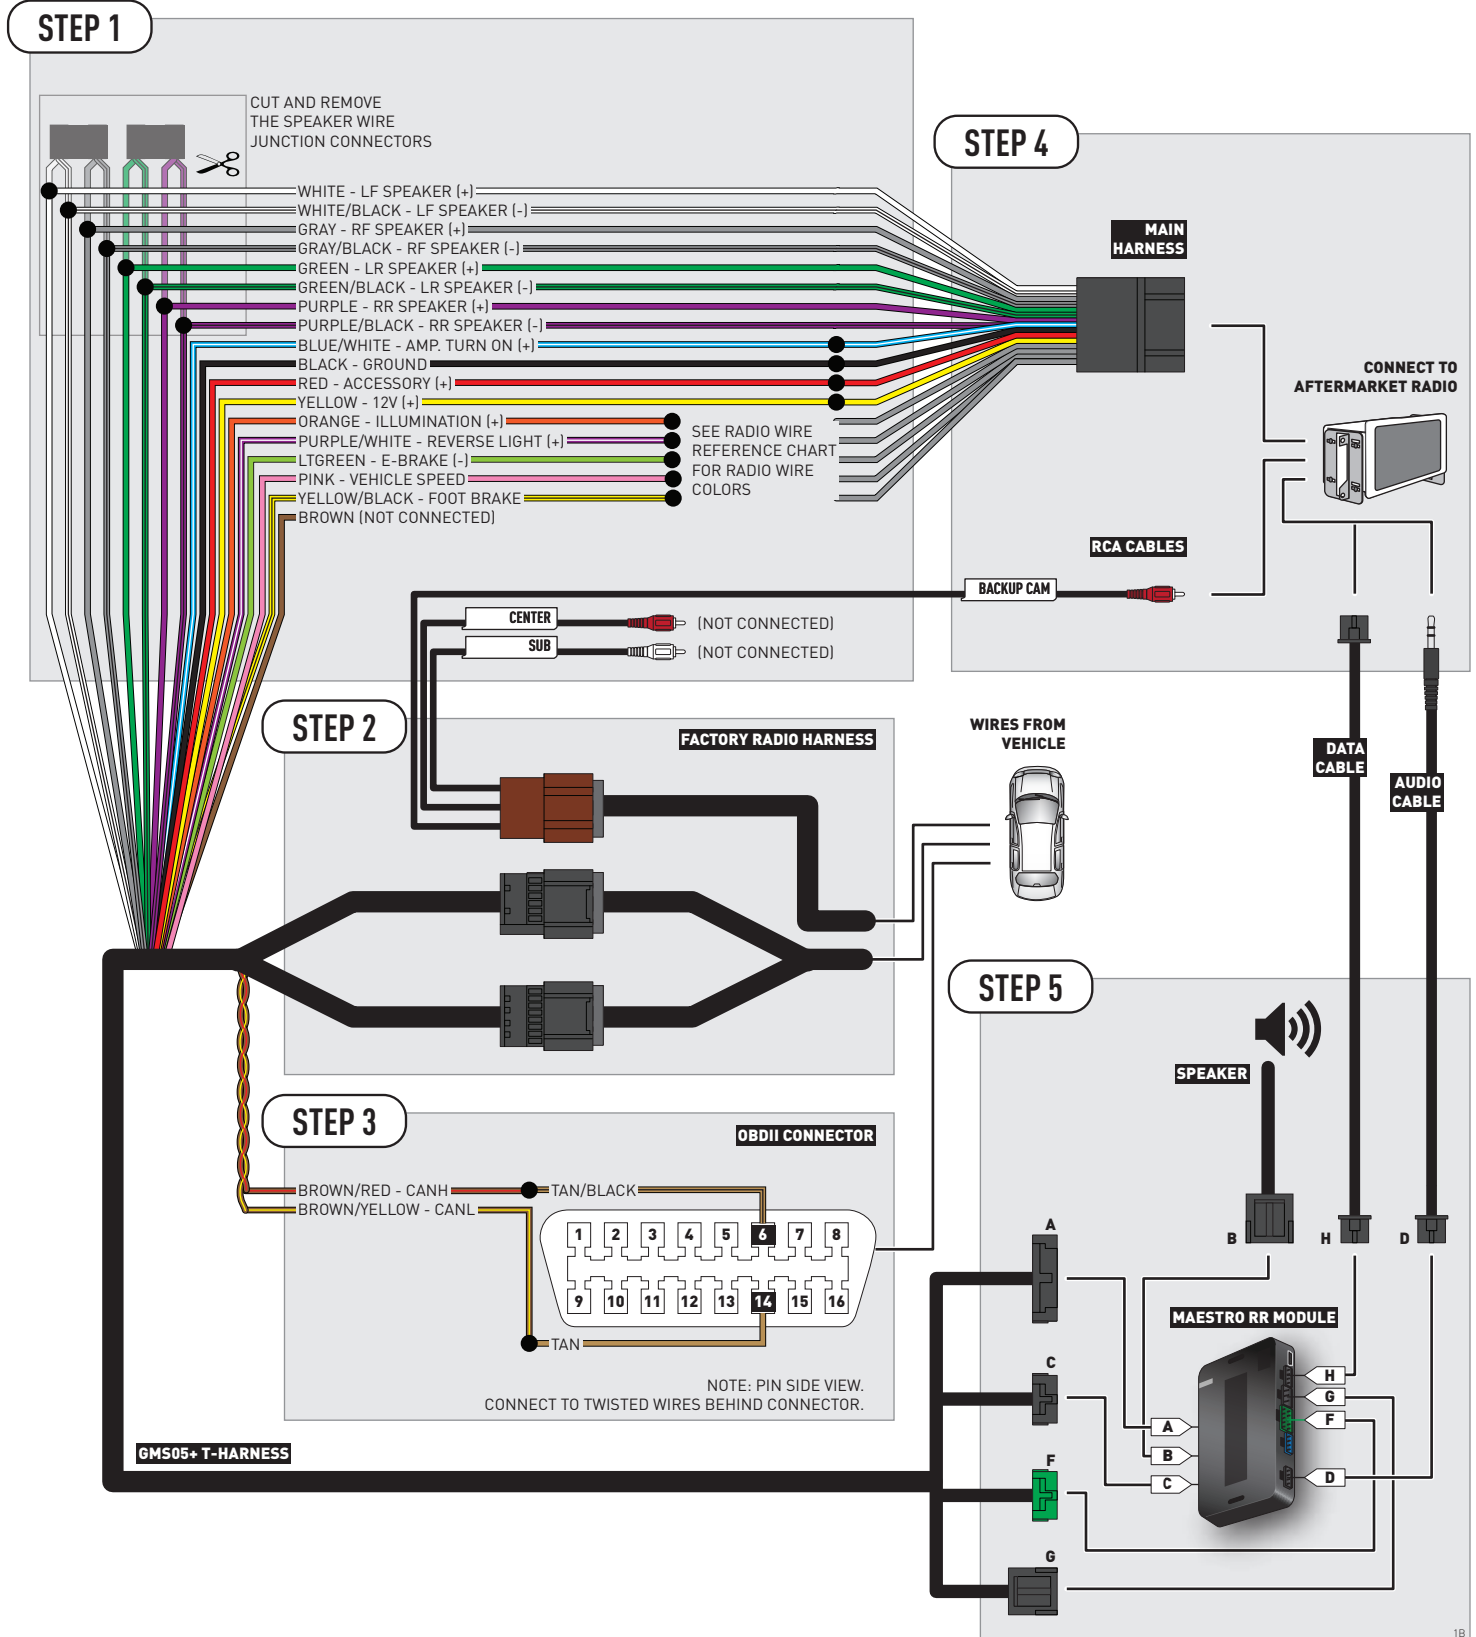 STEP 1
CUT AND REMOVE
THE SPEAKER WIRE
JUNCTION CONNECTORS
WHITE - LF SPEAKER (+)
WHITE/BLACK - LF SPEAKER (-)
GRAY - RF SPEAKER (+)
GRAY/BLACK - RF SPEAKER (-)
GREEN - LR SPEAKER (+)
GREEN/BLACK - LR SPEAKER (-)
PURPLE - RR SPEAKER (+)
PURPLE/BLACK - RR SPEAKER (-)
BLUE/WHITE - AMP. TURN ON (+)
BLACK - GROUND
RED - ACCESSORY (+)
YELLOW - 12V (+)
ORANGE - ILLUMINATION (+)
PURPLE/WHITE - REVERSE LIGHT (+)
LTGREEN - E-BRAKE (-)
PINK - VEHICLE SPEED
YELLOW/BLACK - FOOT BRAKE
BROWN (NOT CONNECTED)
SEE RADIO WIRE
REFERENCE CHART
FOR RADIO WIRE
COLORS
CENTER
(NOT CONNECTED)
SUB
(NOT CONNECTED)
STEP 4
MAIN
HARNESS
CONNECT TO
AFTERMARKET RADIO
RCA CABLES
BACKUP CAM
DATA
CABLE
AUDIO
CABLE
STEP 2
FACTORY RADIO HARNESS
WIRES FROM
VEHICLE
STEP 3
OBDII CONNECTOR
BROWN/RED - CANH
TAN/BLACK
BROWN/YELLOW - CANL
1 2 3 4 5 6 7 8
9 10 11 12 13 14 15 16
TAN
NOTE: PIN SIDE VIEW.
CONNECT TO TWISTED WIRES BEHIND CONNECTOR.
GMS05+ T-HARNESS
STEP 5
SPEAKER
A
B
H
D
MAESTRO RR MODULE
C
H
G
F
A
B
D
C
F
G
1B